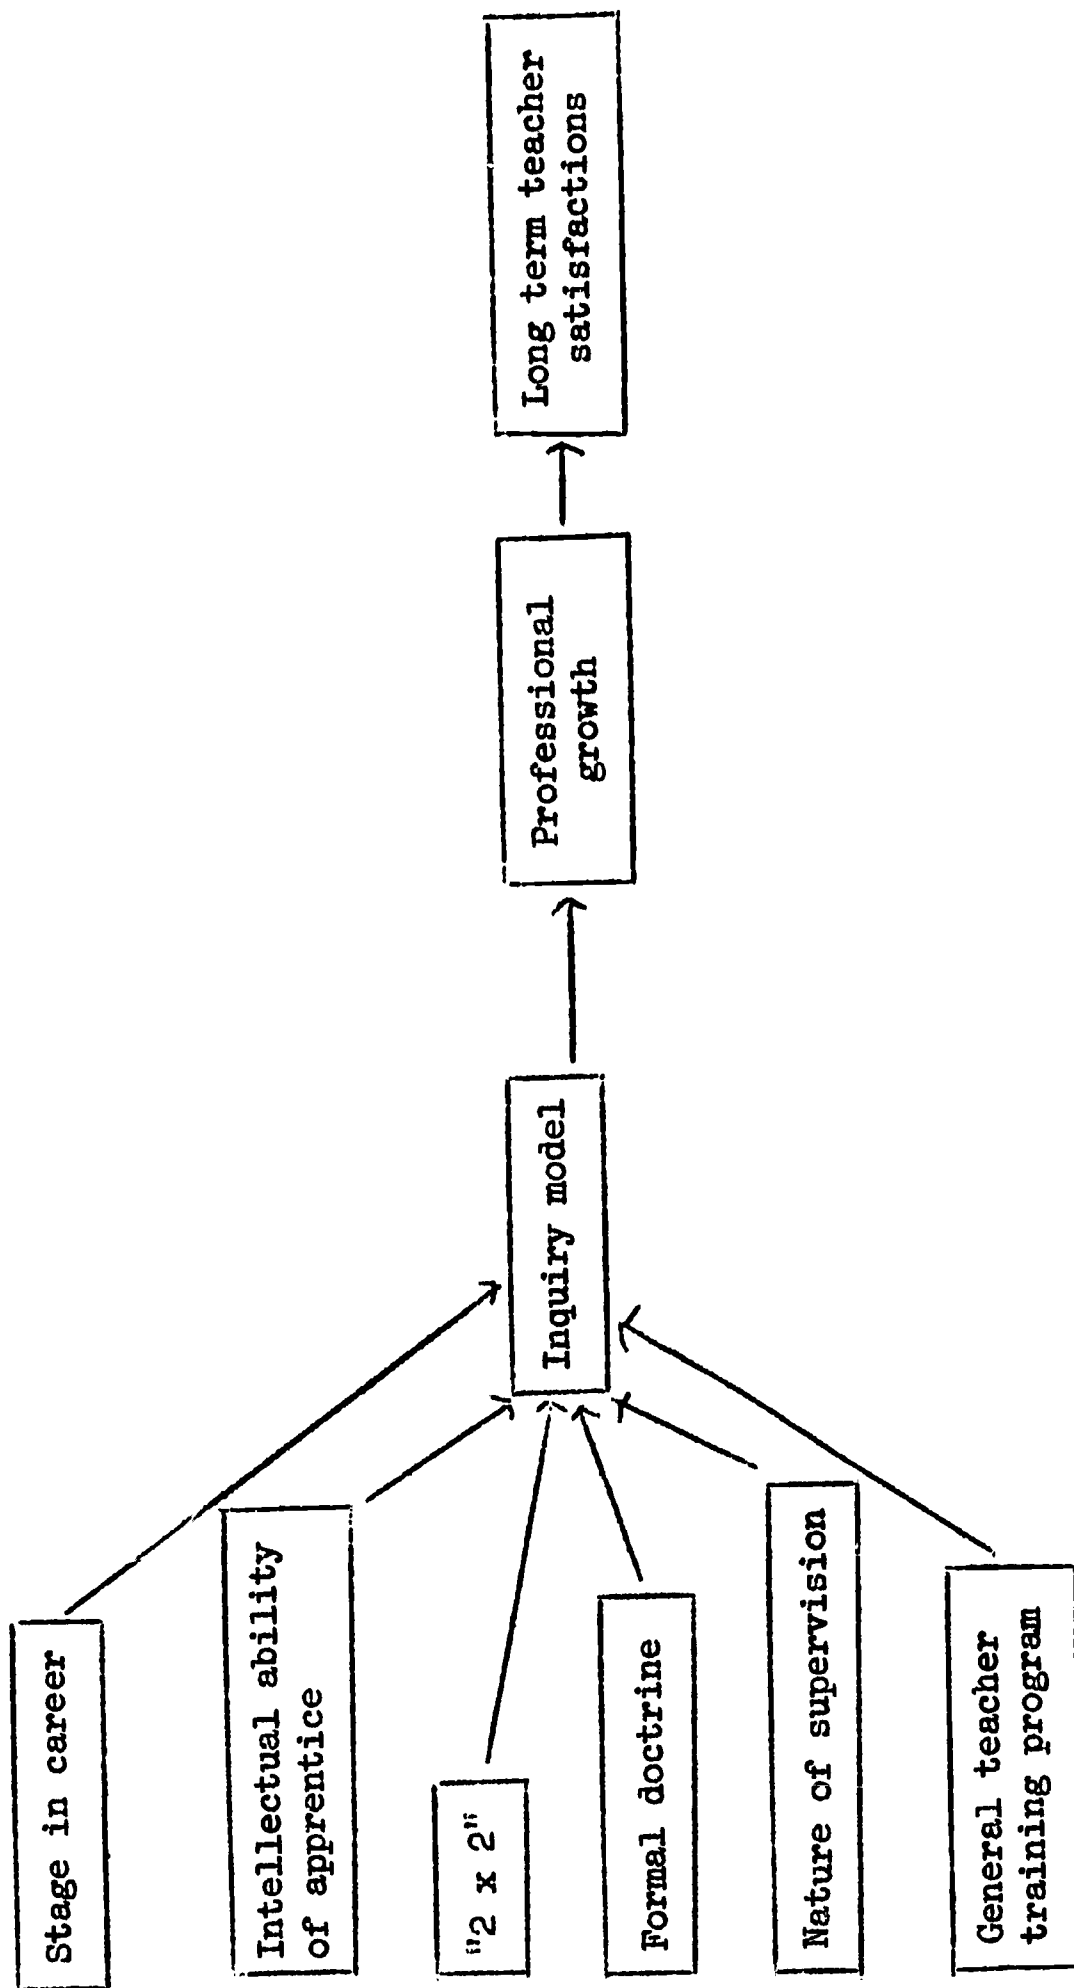 Stage in career
Intellectual ability
of apprentice
"2 x 2"
Formal doctrine
Nature of supervision
General teacher
training program
Inquiry model
Professional
growth
Long term teacher
satisfactions